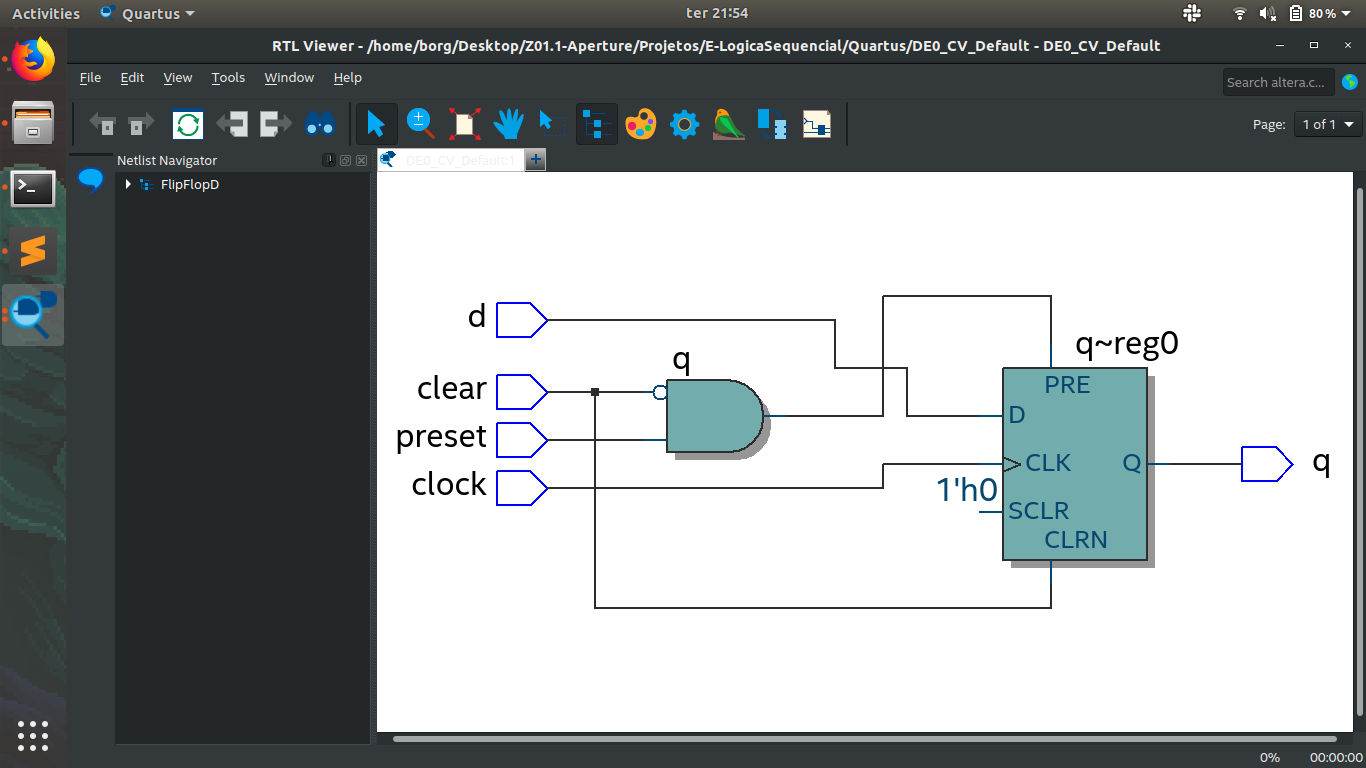 Activities Quartus ter 21:54 80%
RTL Viewer - /home/borg/Desktop/Z01.1-Aperture/Projetos/E-LogicaSequencial/Quartus/DE0_CV_Default - DE0_CV_Default
File Edit View Tools Window Help Search altera.c...
Page: 1 of 1
Netlist Navigator DE0_CV_Default:1
FlipFlopD
d
q
q~reg0
clear
PRE
preset
D
clock
CLK Q q
1'h0
SCLR
CLRN
0% 00:00:00